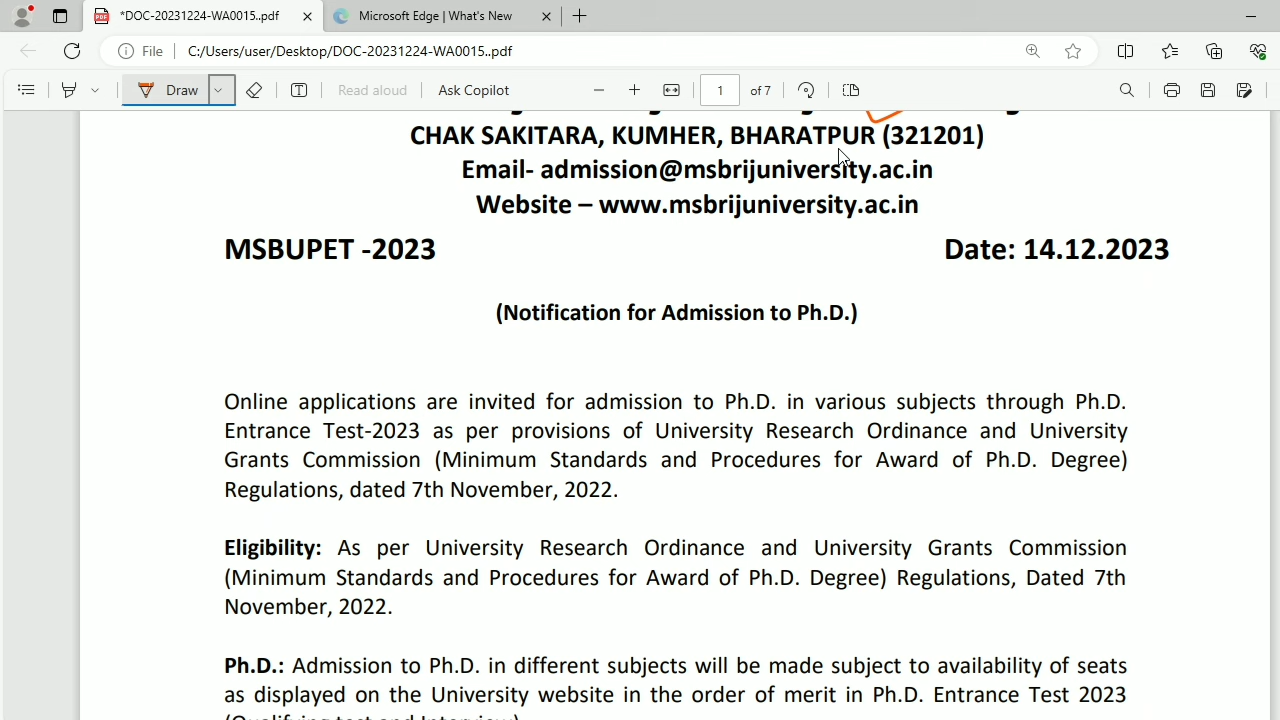 *DOC-20231224-WA0015..pdf
Microsoft Edge | What's New
File
C:/Users/user/Desktop/DOC-20231224-WA0015..pdf
Draw
Read aloud
Ask Copilot
1
of 7
CHAK SAKITARA, KUMHER, BHARATPUR (321201)
Email- admission@msbrijuniversity.ac.in
Website – www.msbrijuniversity.ac.in
MSBUPET -2023
Date: 14.12.2023
(Notification for Admission to Ph.D.)
Online applications are invited for admission to Ph.D. in various subjects through Ph.D.
Entrance Test-2023 as per provisions of University Research Ordinance and University
Grants Commission (Minimum Standards and Procedures for Award of Ph.D. Degree)
Regulations, dated 7th November, 2022.
Eligibility: As per University Research Ordinance and University Grants Commission
(Minimum Standards and Procedures for Award of Ph.D. Degree) Regulations, Dated 7th
November, 2022.
Ph.D.: Admission to Ph.D. in different subjects will be made subject to availability of seats
as displayed on the University website in the order of merit in Ph.D. Entrance Test 2023
(Qualifying test and Interview)